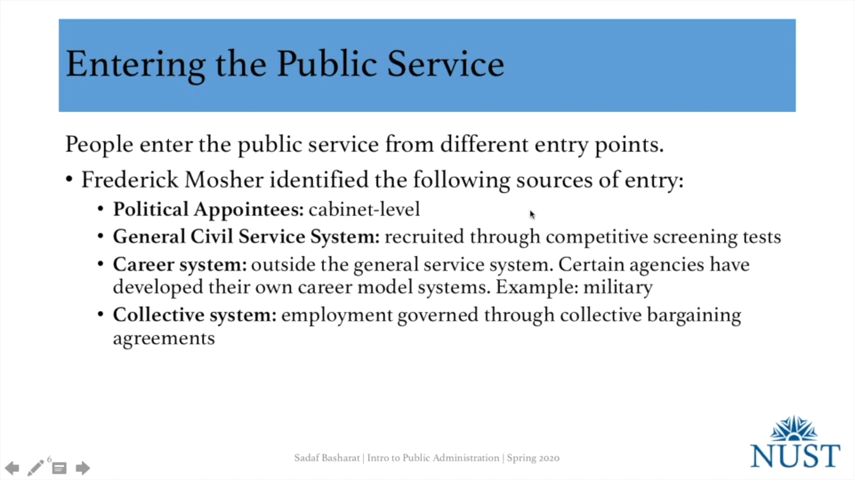 Entering the Public Service
People enter the public service from different entry points.
• Frederick Mosher identified the following sources of entry:
• Political Appointees: cabinet-level
• General Civil Service System: recruited through competitive screening tests
• Career system: outside the general service system. Certain agencies have
developed their own career model systems. Example: military
• Collective system: employment governed through collective bargaining
agreements
NUST
Sadaf Basharat | Intro to Public Administration | Spring 2020
6